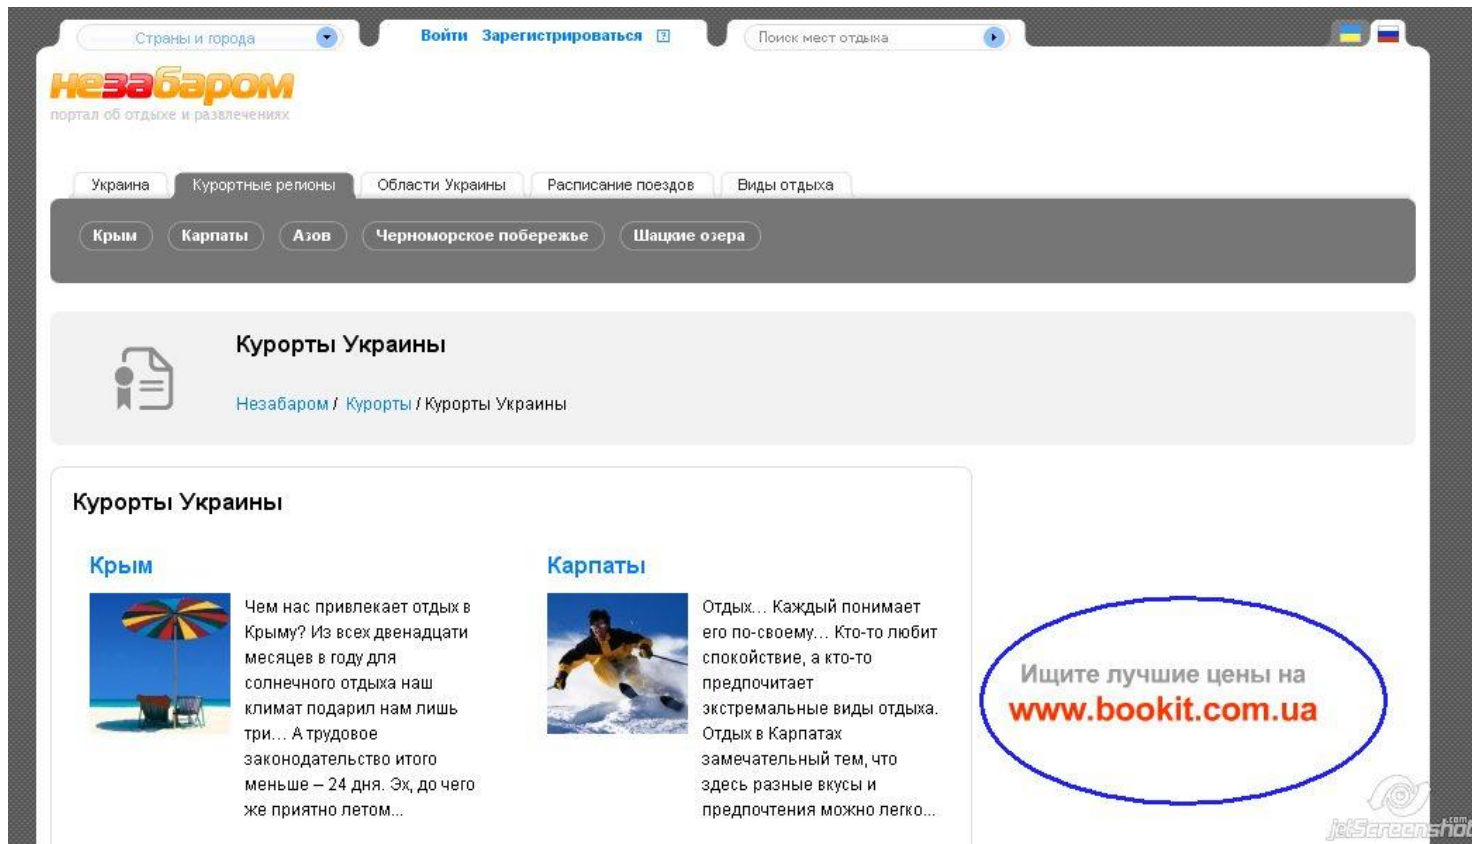 Страны и города
Войти Зарегистрироваться ?
Поиск мест отдыха
незабаром
портал об отдыхе и развлечениях
Украина
Курортные регионы
Области Украины
Расписание поездов
Виды отдыха
Крым
Карпаты
Азов
Черноморское побережье
Шацкие озера
Курорты Украины
Незабаром / Курорты / Курорты Украины
Курорты Украины
Крым
Чем нас привлекает отдых в
Крыму? Из всех двенадцати
месяцев в году для
солнечного отдыха наш
климат подарил нам лишь
три... А трудовое
законодательство итого
меньше – 24 дня. Эх, до чего
же приятно летом...
Карпаты
Отдых... Каждый понимает
его по-своему... Кто-то любит
спокойствие, а кто-то
предпочитает
экстремальные виды отдыха.
Отдых в Карпатах
замечательный тем, что
здесь разные вкусы и
предпочтения можно легко...
Ищите лучшие цены на
www.bookit.com.ua
jetScreenshot.com